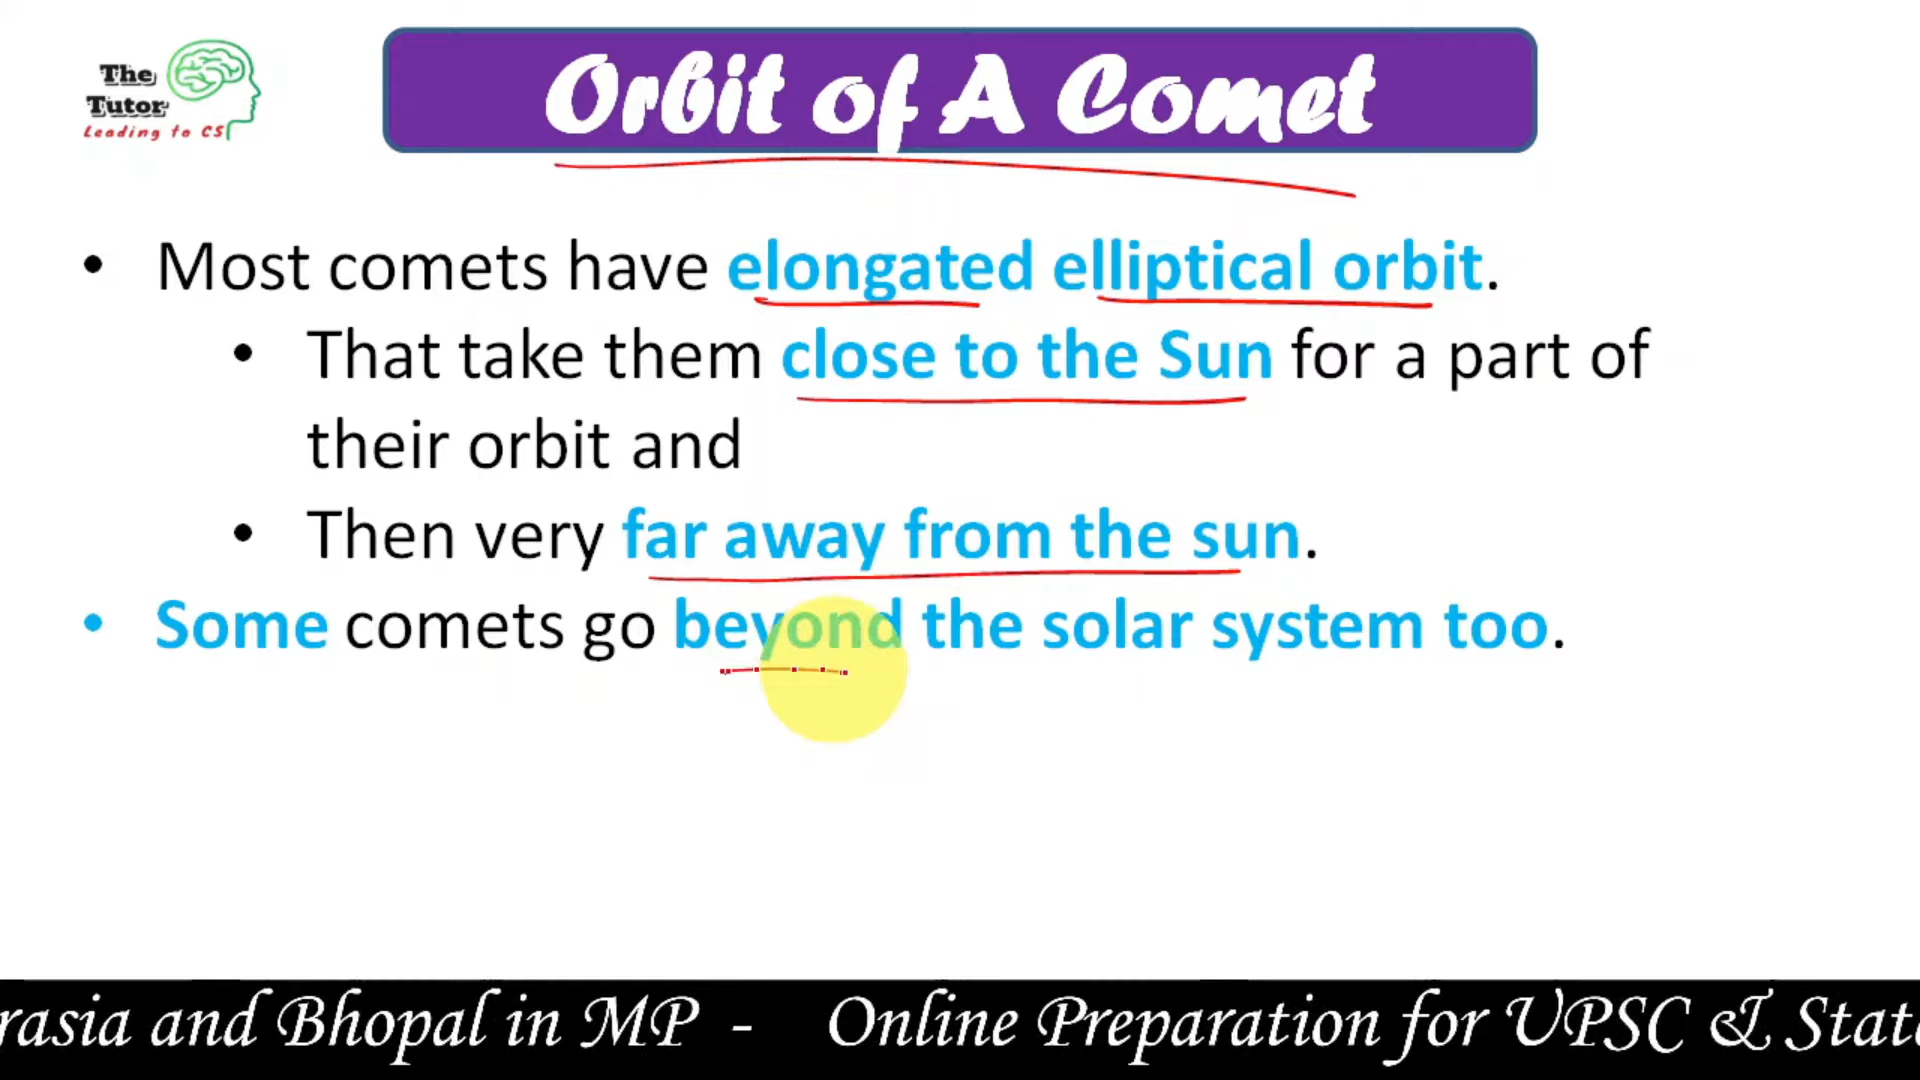 The
Tutor
Leading to CS
Orbit of A Comet
• Most comets have elongated elliptical orbit.
• That take them close to the Sun for a part of
their orbit and
• Then very far away from the sun.
• Some comets go beyond the solar system too.
rasia and Bhopal in MP - Online Preparation for UPSC & State